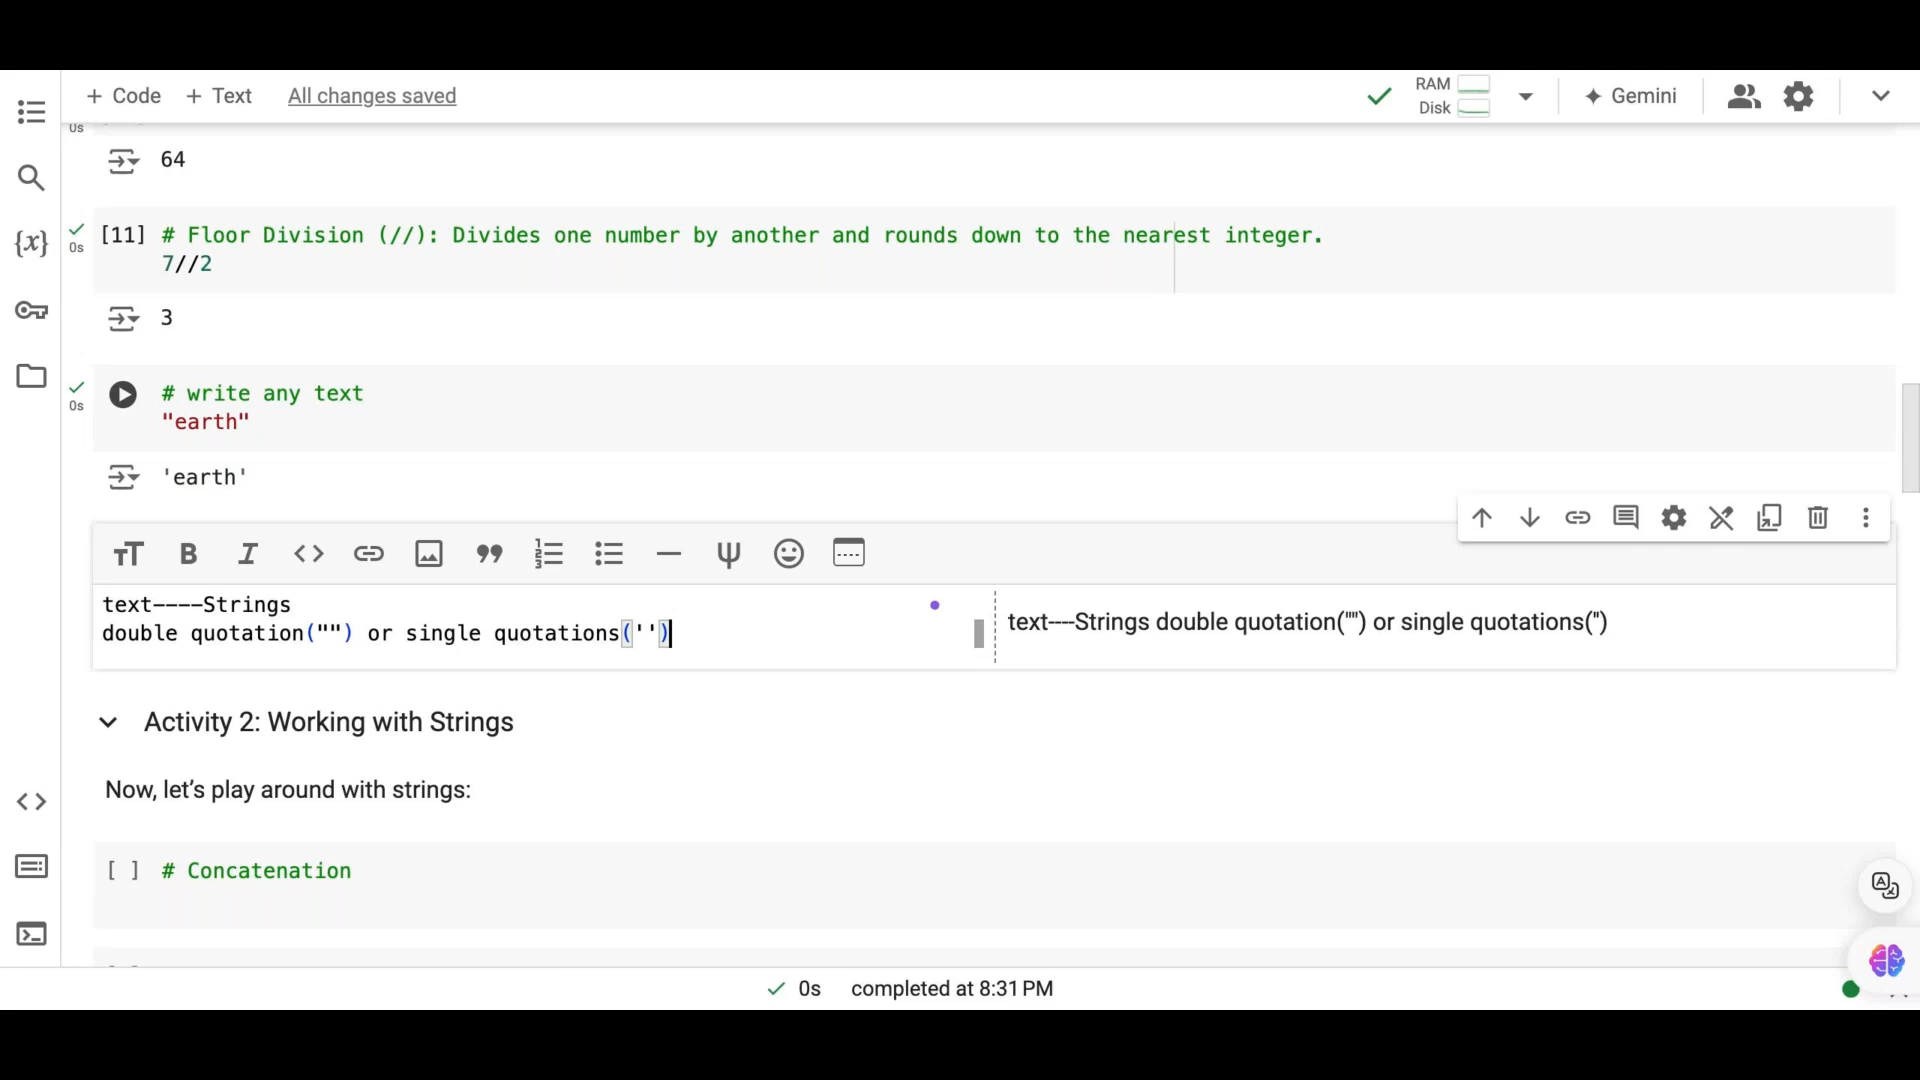 + Code + Text All changes saved
RAM
Disk
Gemini
0s
64
{x}
0s
[11] # Floor Division (//): Divides one number by another and rounds down to the nearest integer.
7//2
3
0s
# write any text
"earth"
'earth'
text----Strings
double quotation("") or single quotations('')
text----Strings double quotation("") or single quotations('')
Activity 2: Working with Strings
Now, let’s play around with strings:
[ ] # Concatenation
0s completed at 8:31 PM